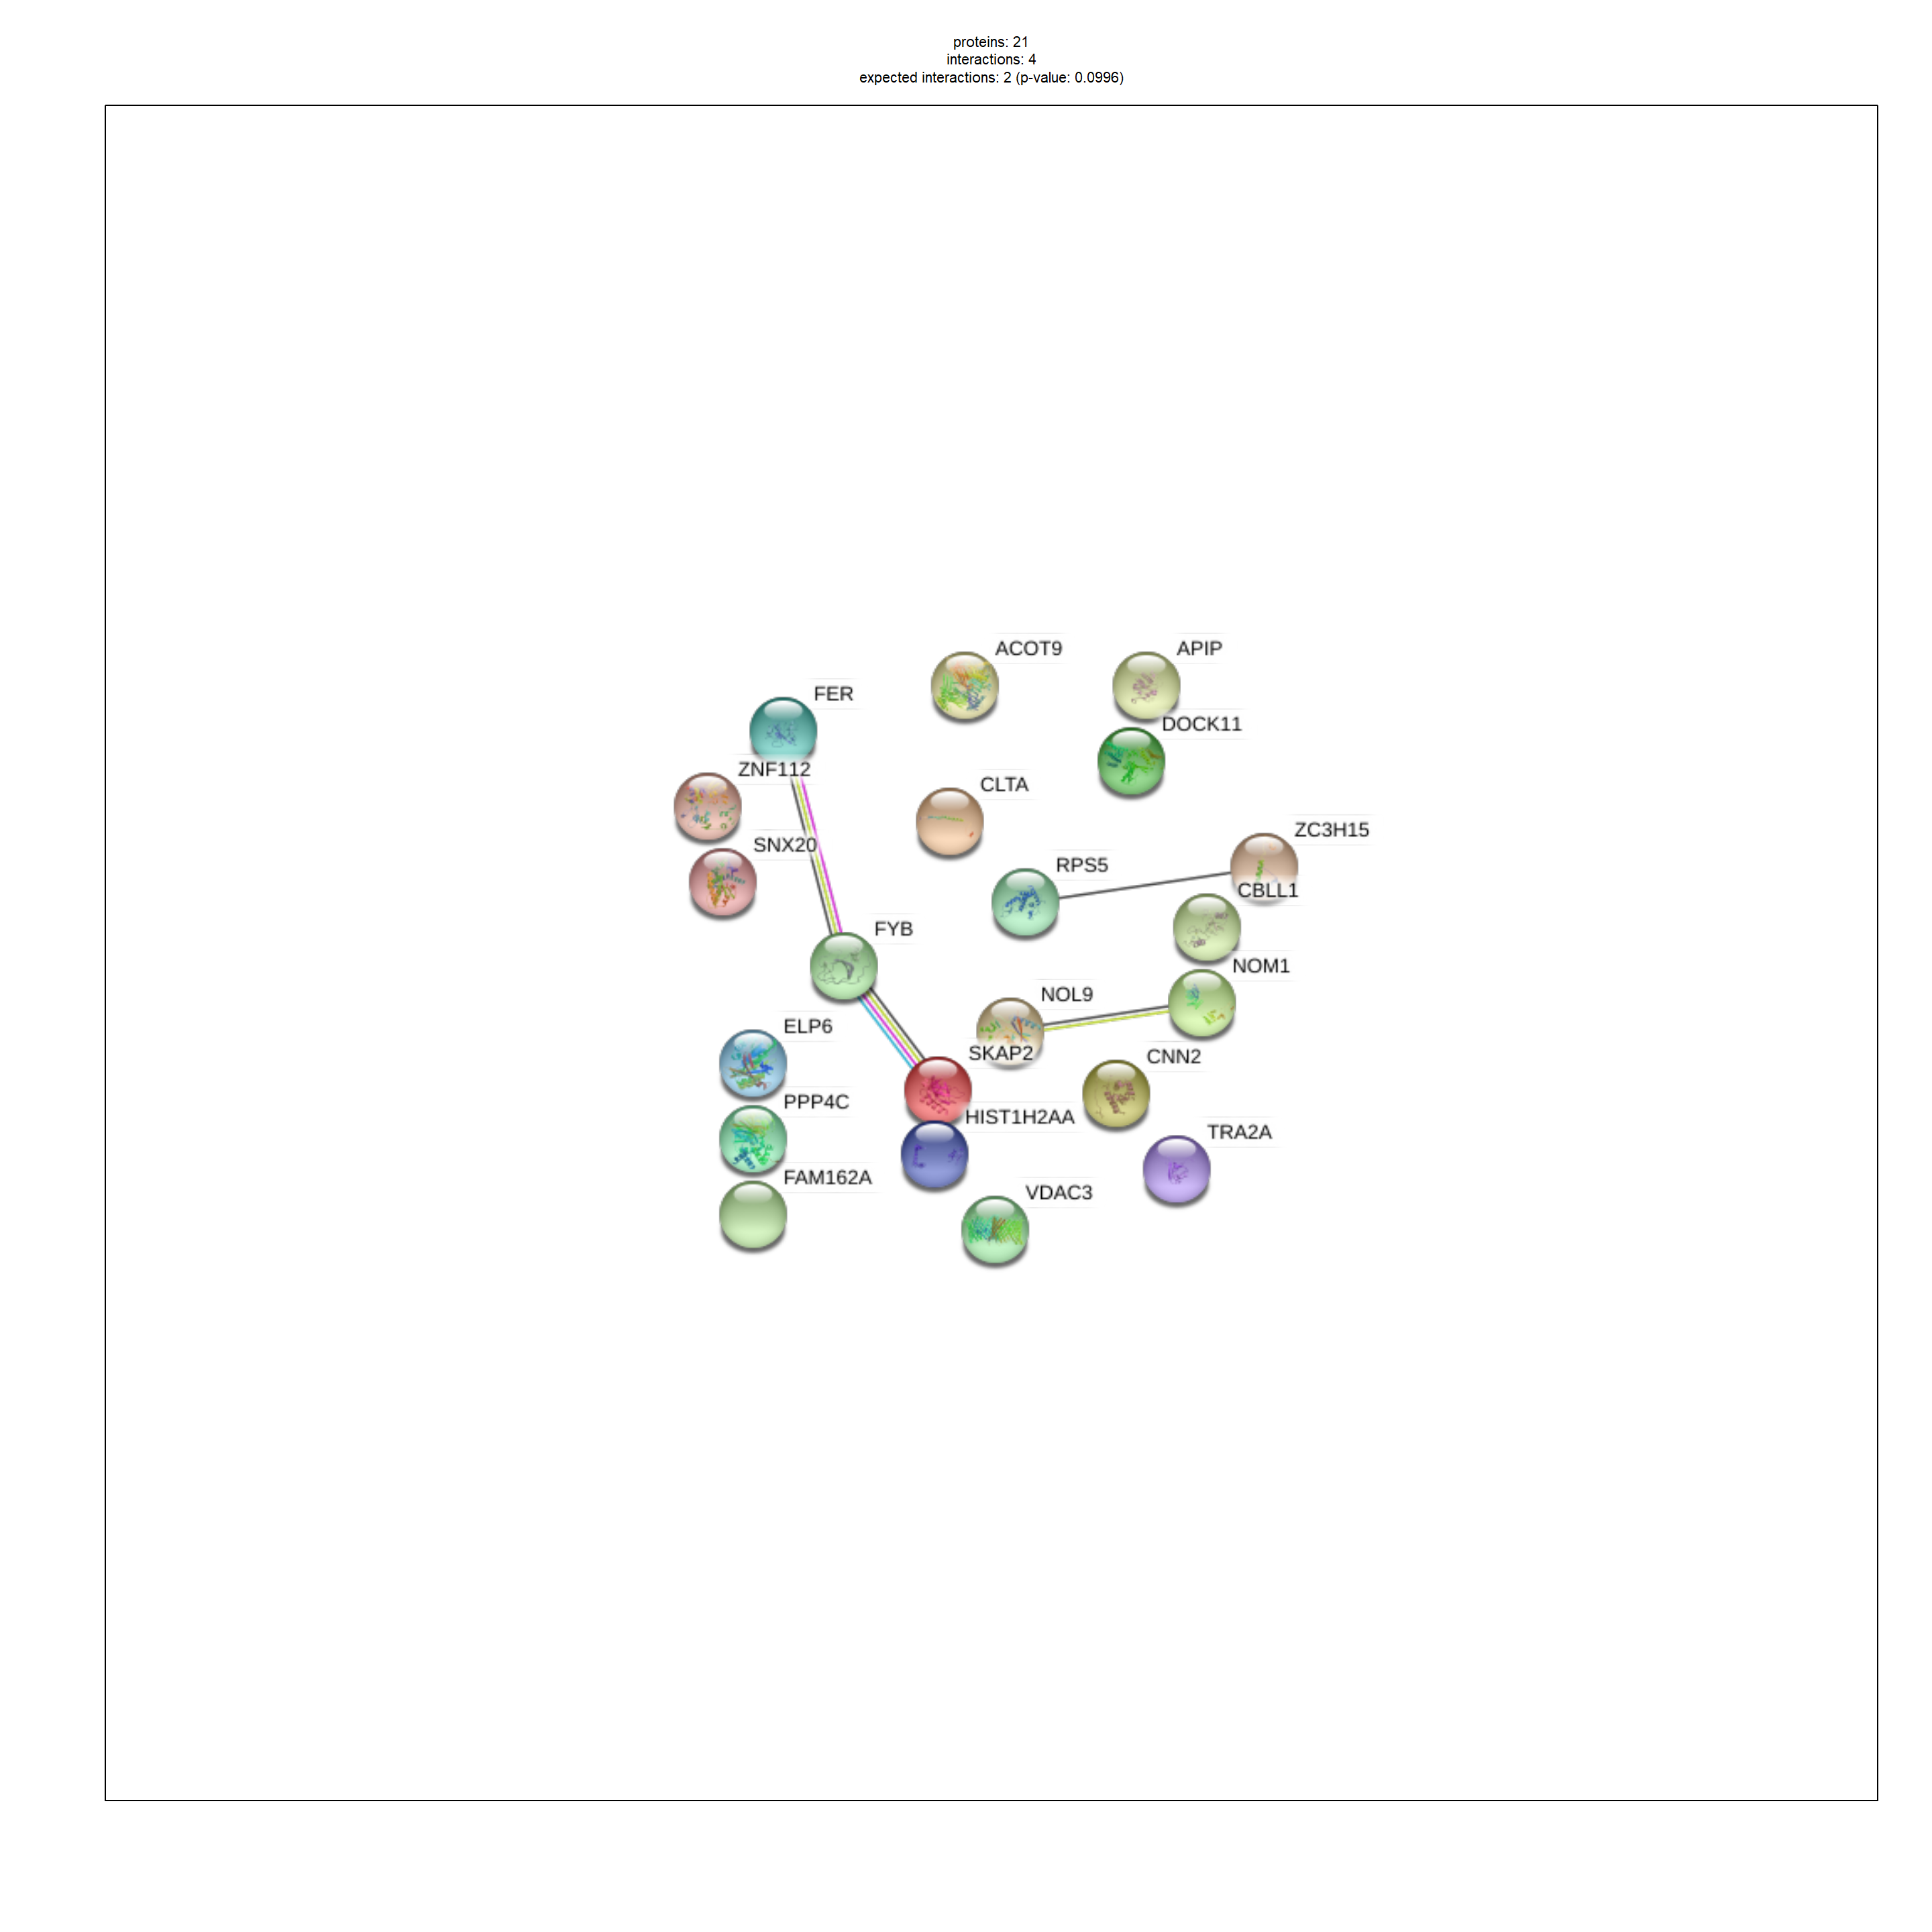 proteins: 21
interactions: 4
expected interactions: 2 (p-value: 0.0996)
ACOT9
APIP
FER
DOCK11
ZNF112
CLTA
ZC3H15
SNX20
RPS5
CBLL1
FYB
NOM1
NOL9
ELP6
SKAP2
CNN2
PPP4C
HIST1H2AA
TRA2A
FAM162A
VDAC3